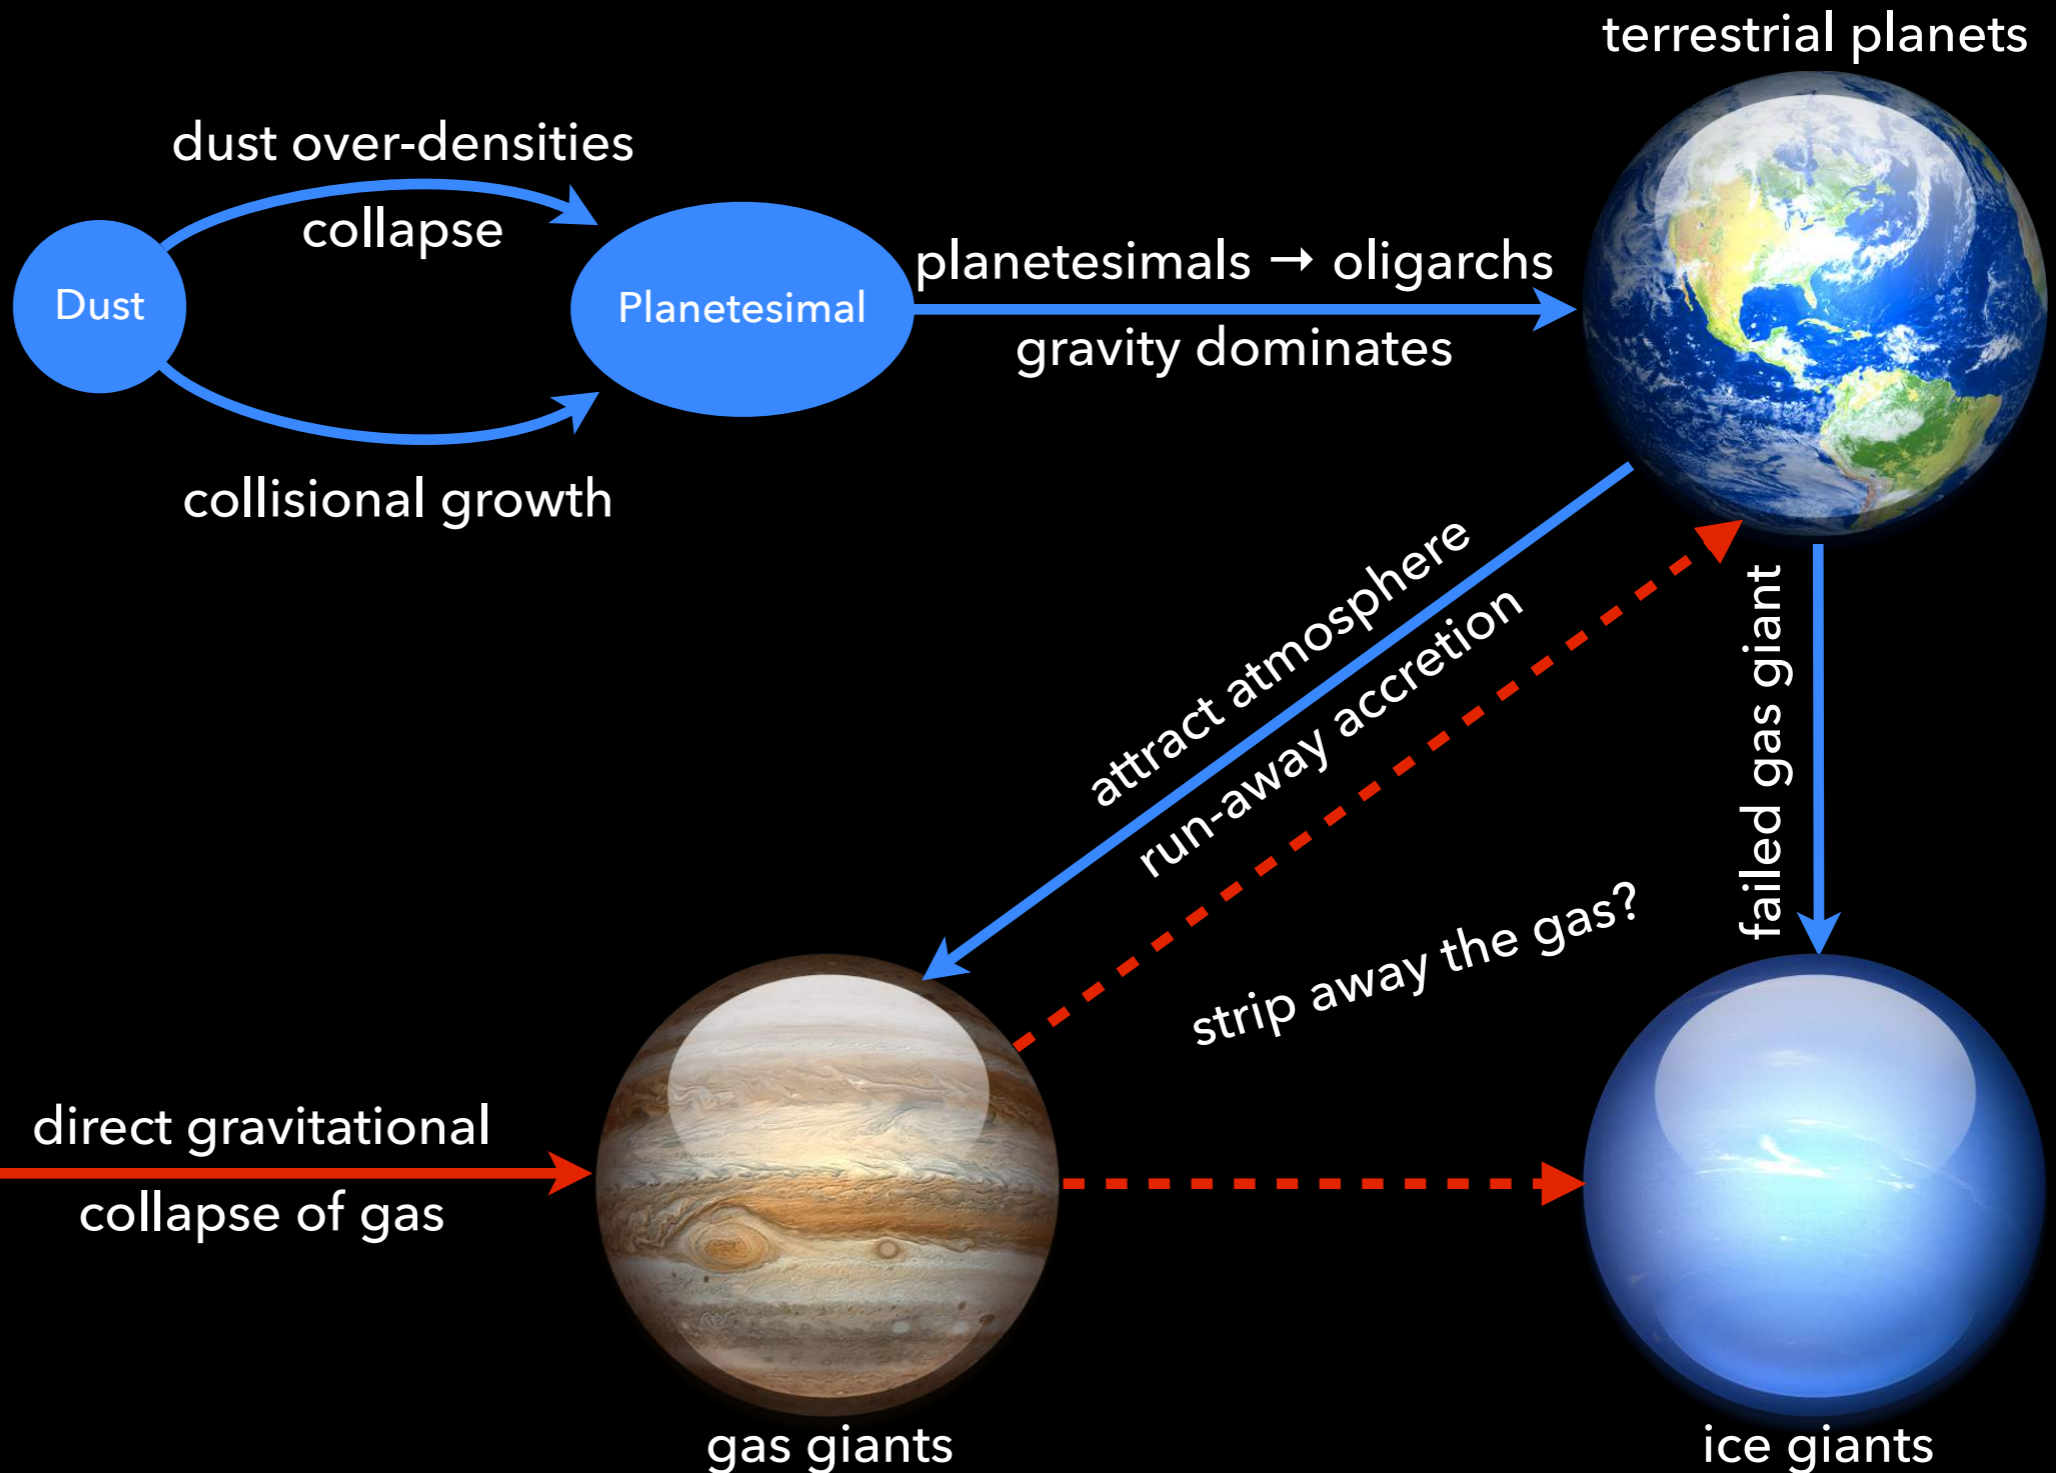 terrestrial planets
dust over-densities
collapse
Dust
Planetesimal
planetesimals → oligarchs
gravity dominates
collisional growth
attract atmosphere
run-away accretion
failed gas giant
strip away the gas?
direct gravitational
collapse of gas
gas giants
ice giants